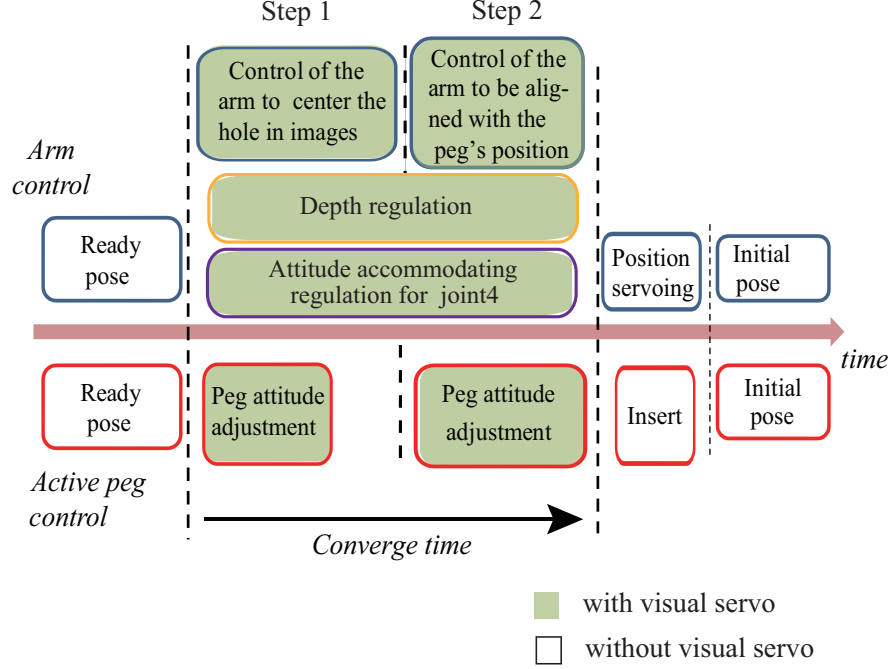 Step 1
Step 2
Control of the
arm to center the
hole in images
Control of the
arm to be alig-
ned with the
peg's position
Arm
control
Depth regulation
Ready
pose
Attitude accommodating
regulation for joint4
Position
servoing
Initial
pose
time
Ready
pose
Peg attitude
adjustment
Peg attitude
adjustment
Insert
Initial
pose
Active peg
control
Converge time
with visual servo
without visual servo